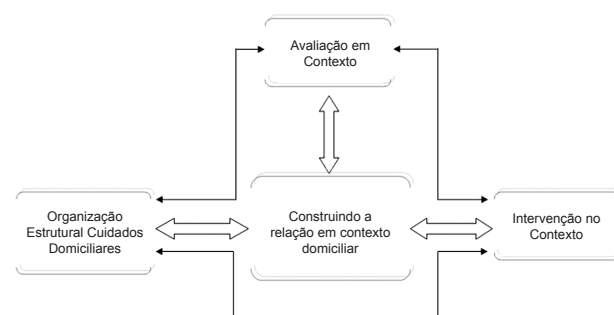 Avaliação em
Contexto
Organização
Estrutural Cuidados
Domiciliares
Construindo a
relação em contexto
domiciliar
Intervenção no
Contexto